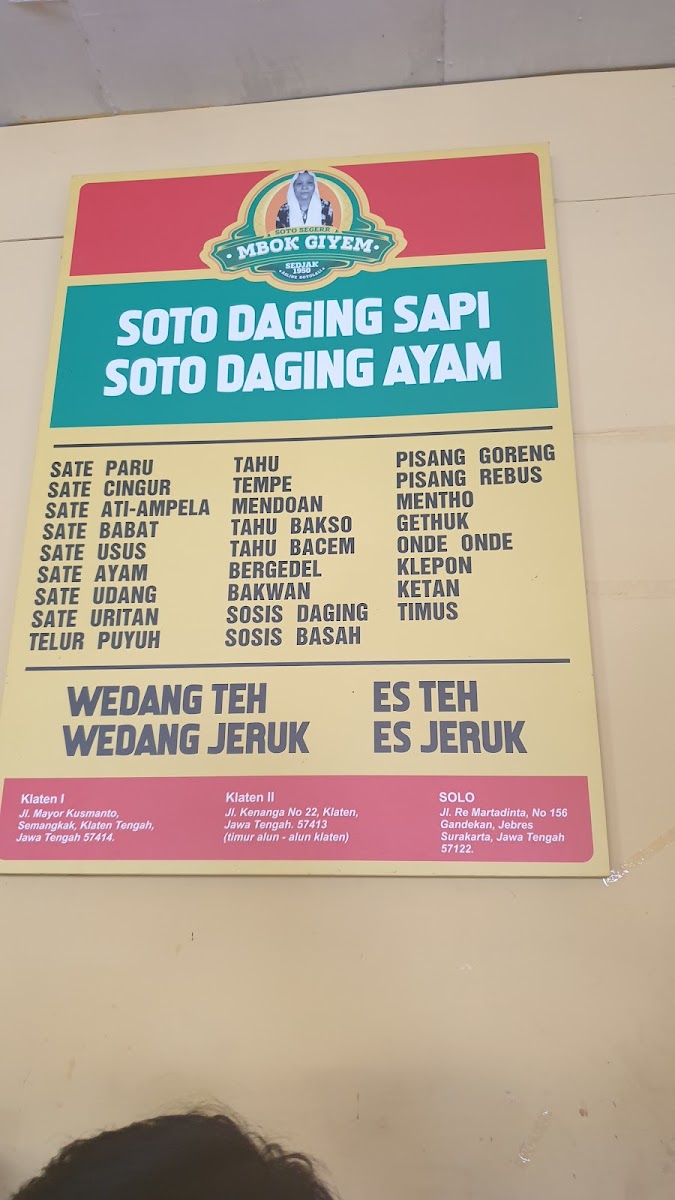 SOTO SEGERR
MBOK GIYEM
SEDJAK
1950
SOTO DAGING SAPI
SOTO DAGING AYAM
SATE PARU
SATE CINGUR
SATE ATI-AMPELA
SATE BABAT
SATE USUS
SATE AYAM
SATE UDANG
SATE URITAN
TELUR PUYUH
TAHU
TEMPE
MENDOAN
TAHU BAKSO
TAHU BACEM
BERGEDEL
BAKWAN
SOSIS DAGING
SOSIS BASAH
PISANG GORENG
PISANG REBUS
MENTHO
GETHUK
ONDE ONDE
KLEPON
KETAN
TIMUS
WEDANG TEH
WEDANG JERUK
ES TEH
ES JERUK
Klaten I
Jl. Mayor Kusmanto,
Semangkak, Klaten Tengah,
Jawa Tengah 57414.
Klaten II
Jl. Kenanga No 22, Klaten,
Jawa Tengah. 57413
(timur alun - alun klaten)
SOLO
Jl. Re Martadinta, No 156
Gandekan, Jebres
Surakarta, Jawa Tengah
57122.